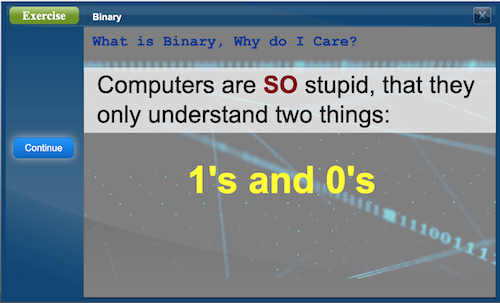 Exercise
Binary
X
What is Binary, Why do I Care?
Computers are SO stupid, that they
only understand two things:
Continue
1's and 0's